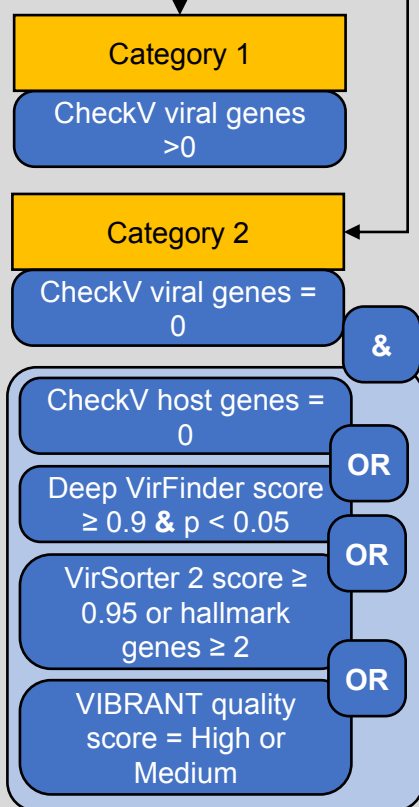 Category 1
CheckV viral genes
>0
Category 2
CheckV viral genes =
0
&
CheckV host genes =
0
OR
Deep VirFinder score
≥ 0.9 & p < 0.05
OR
VirSorter 2 score ≥
0.95 or hallmark
genes ≥ 2
OR
VIBRANT quality
score = High or
Medium